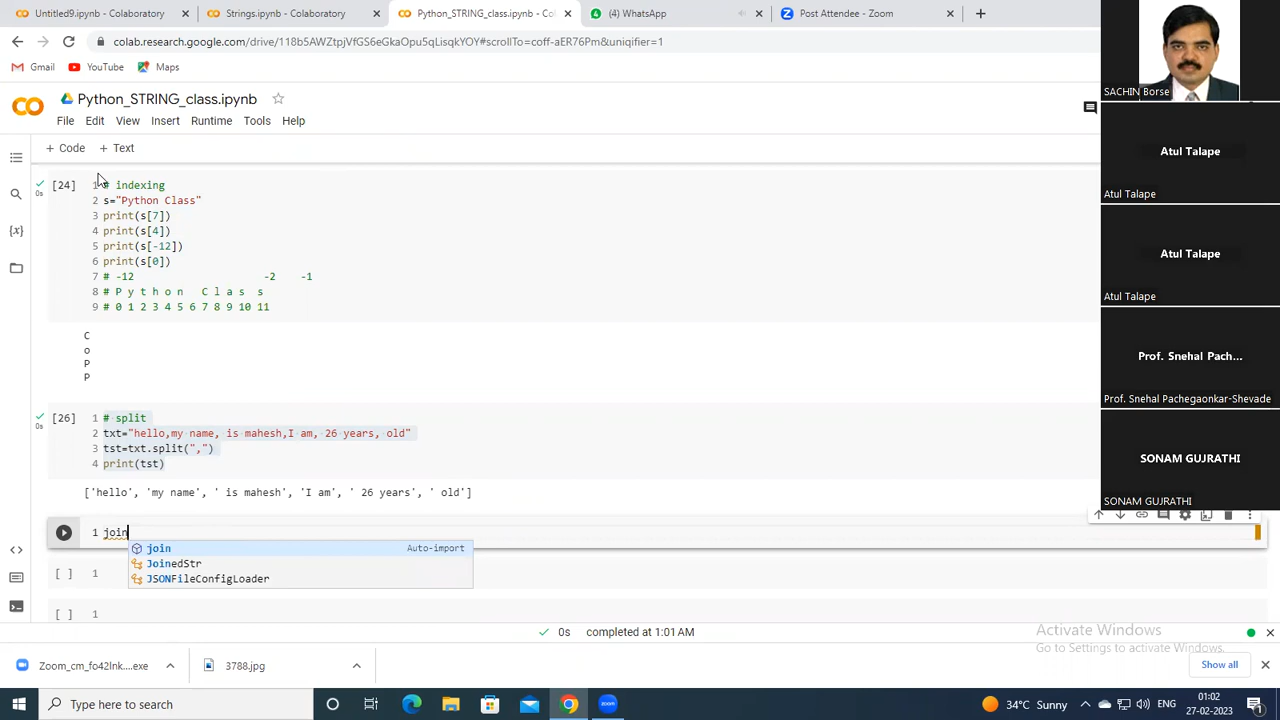 Untitled9.ipynb - Colaboratory
Strings.ipynb - Colaboratory
Python_STRING_class.ipynb - Col
(4) WhatsApp
Post Attendee - Zoom
colab.research.google.com/drive/118b5AWZtpjVfGS6eGkaOpu5qLisqkYQY#scrollTo=coff-aER76Pm&uniqifier=1
Gmail
YouTube
Maps
Python_STRING_class.ipynb
File Edit View Insert Runtime Tools Help
+ Code + Text
[24]
1 # indexing
2 s="Python Class"
3 print(s[7])
4 print(s[4])
5 print(s[-12])
6 print(s[0])
7 # -12 -2 -1
8 # P y t h o n C l a s s
9 # 0 1 2 3 4 5 6 7 8 9 10 11
C
o
P
P
[26]
1 # split
2 txt="hello,my name, is mahesh,I am, 26 years, old"
3 tst=txt.split(",")
4 print(tst)
['hello', 'my name', ' is mahesh', 'I am', ' 26 years', ' old']
1 join
join Auto-import
JoinedStr
JSONFileConfigLoader
[ ] 1
[ ] 1
0s
0s
0s completed at 1:01 AM
SACHIN Borse
Atul Talape
Atul Talape
Atul Talape
Atul Talape
Prof. Snehal Pach...
Prof. Snehal Pachegaonkar-Shevade
SONAM GUJRATHI
SONAM GUJRATHI
Activate Windows
Go to Settings to activate Windows.
Zoom_cm_fo42lnk....exe
3788.jpg
Show all
Type here to search
34°C Sunny
ENG
01:02
27-02-2023